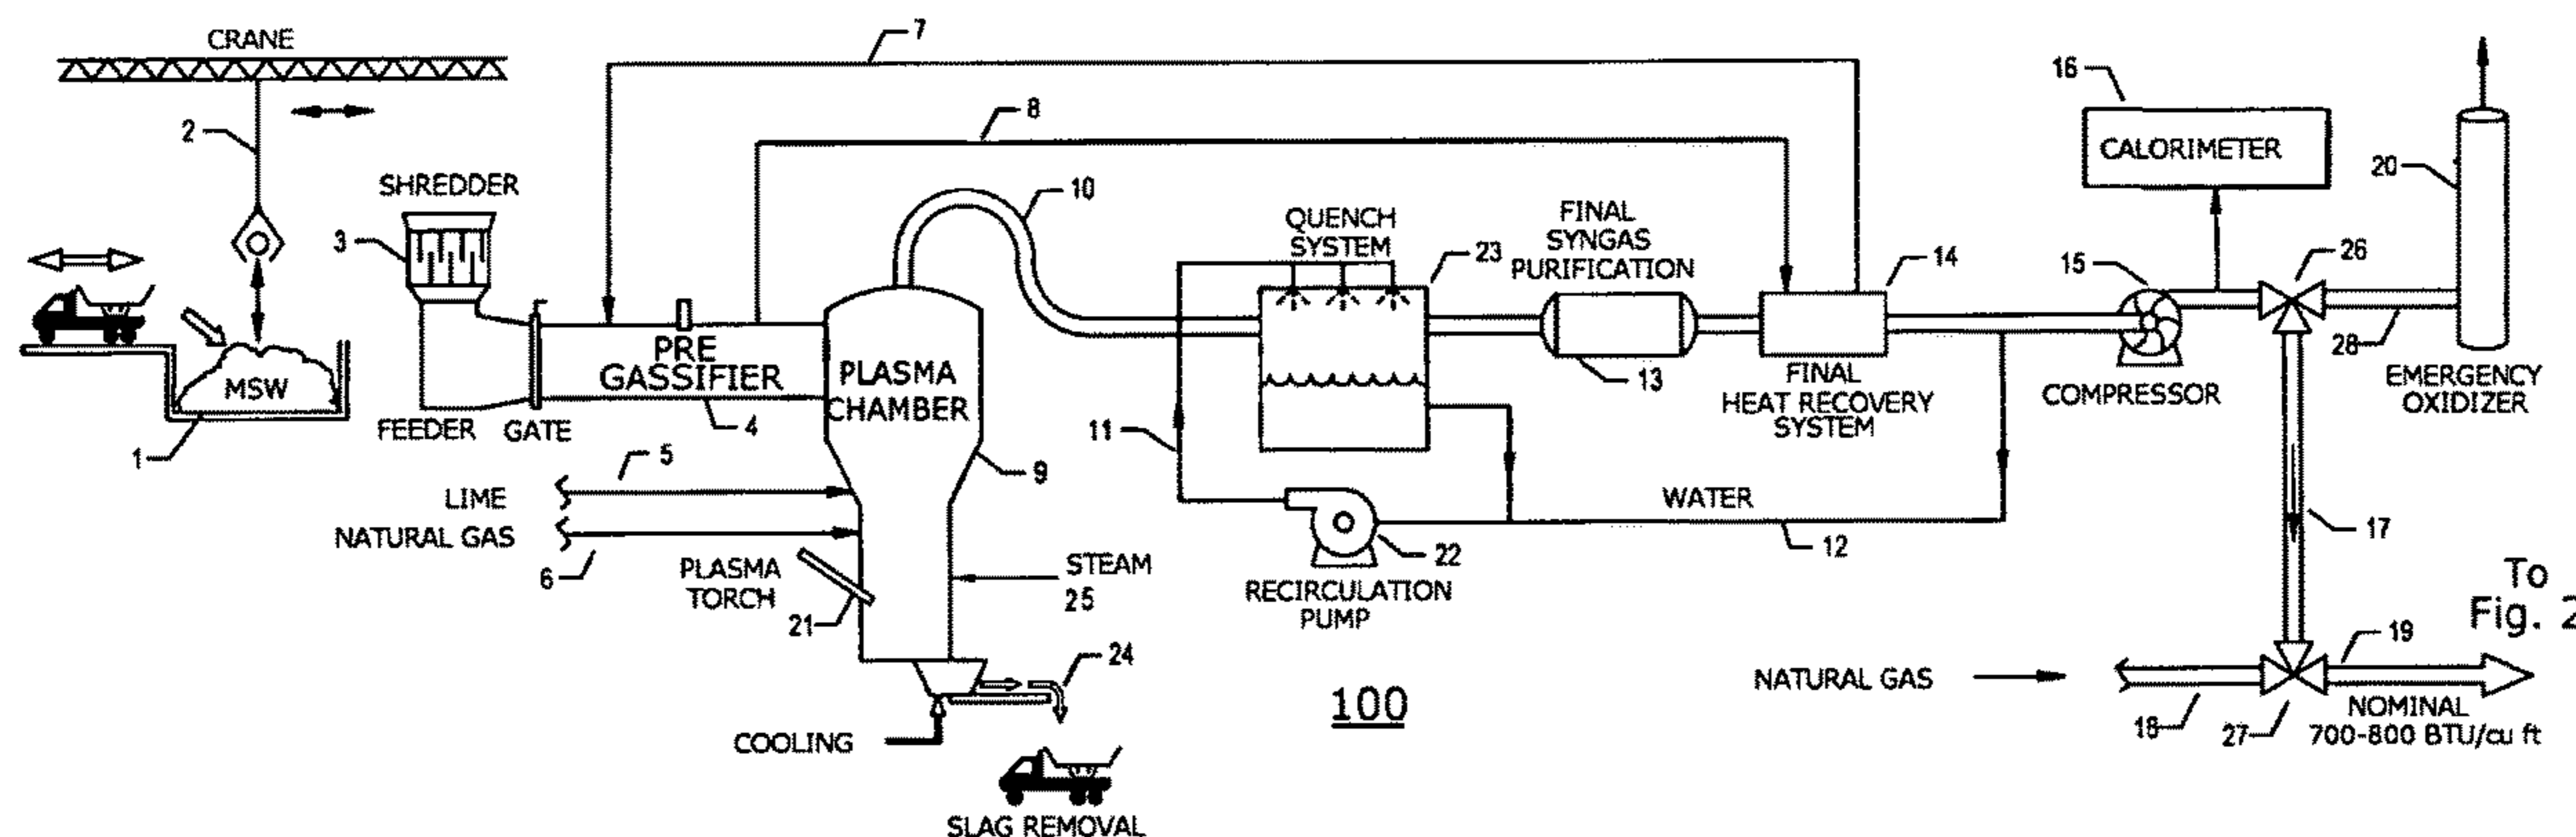 CRANE
2
SHREDDER
3
MSW
1
FEEDER
GATE
PRE
GASSIFIER
4
7
8
10
PLASMA
CHAMBER
9
5
LIME
NATURAL GAS
6
PLASMA
TORCH
21
STEAM
25
24
COOLING
SLAG REMOVAL
QUENCH
SYSTEM
23
11
RECIRCULATION
PUMP
22
WATER
12
FINAL
SYNGAS
PURIFICATION
13
14
FINAL
HEAT RECOVERY
SYSTEM
15
COMPRESSOR
16
CALORIMETER
26
20
28
EMERGENCY
OXIDIZER
17
To
Fig. 2
NATURAL GAS
18
27
19
NOMINAL
700-800 BTU/cu ft
100